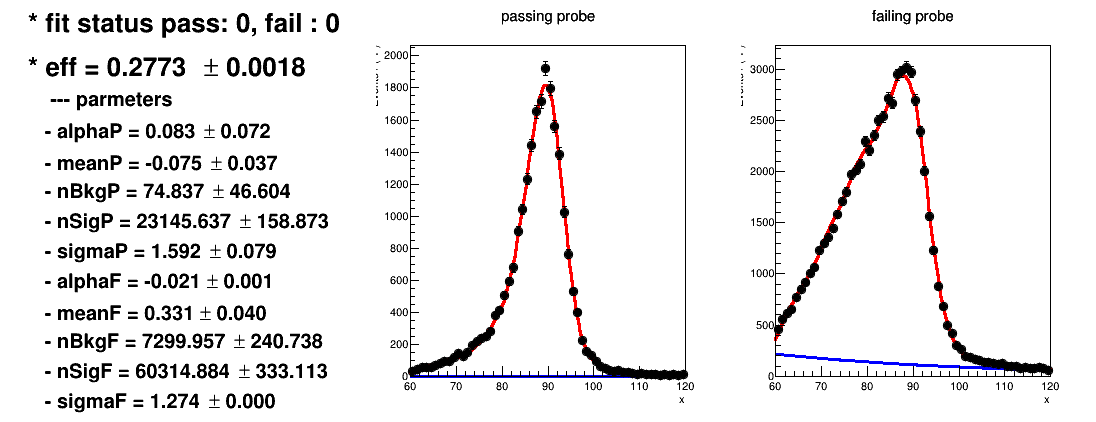 * fit status pass: 0, fail : 0
* eff = 0.2773 ± 0.0018
--- parmeters
- alphaP = 0.083 ± 0.072
- meanP = -0.075 ± 0.037
- nBkgP = 74.837 ± 46.604
- nSigP = 23145.637 ± 158.873
- sigmaP = 1.592 ± 0.079
- alphaF = -0.021 ± 0.001
- meanF = 0.331 ± 0.040
- nBkgF = 7299.957 ± 240.738
- nSigF = 60314.884 ± 333.113
- sigmaF = 1.274 ± 0.000
passing probe
2000
1800
1600
1400
1200
1000
800
600
400
200
0
60 70 80 90 100 110 120
x
failing probe
3000
2500
2000
1500
1000
500
0
60 70 80 90 100 110 120
x